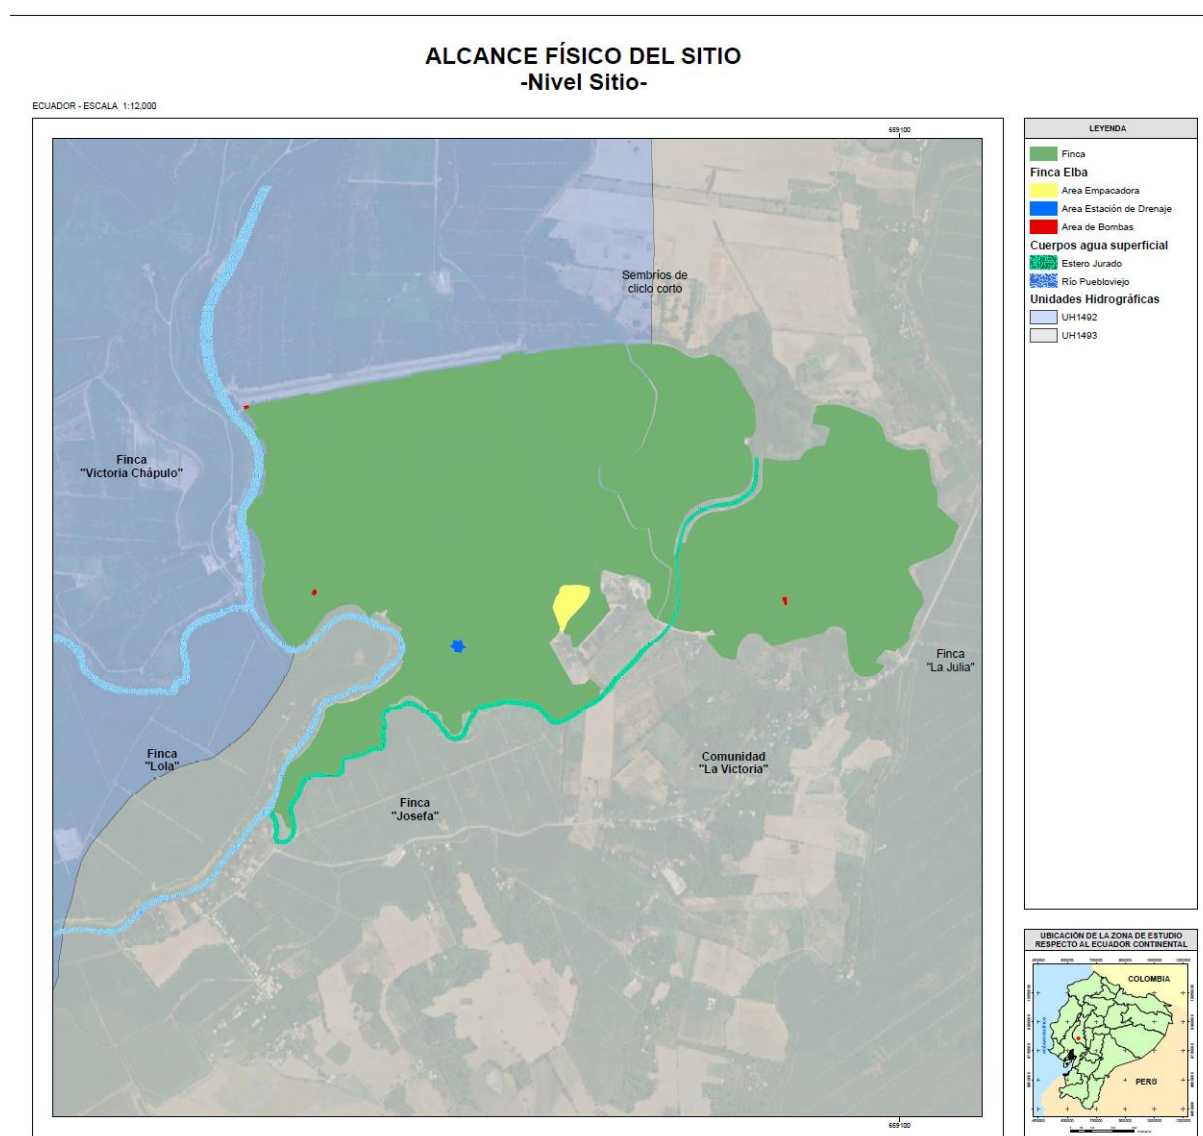 ALCANCE FÍSICO DEL SITIO
-Nivel Sitio-
ECUADOR - ESCALA 1:12,000
659100
LEYENDA
Finca
Finca Elba
Area Empacadora
Area Estación de Drenaje
Area de Bombas
Cuerpos agua superficial
Estero Jurado
Río Puebloviejo
Unidades Hidrográficas
UH1492
UH1493
Sembríos de
cliclo corto
Finca
"Victoria Chápulo"
Finca
"La Julia"
Finca
"Lola"
Comunidad
"La Victoria"
Finca
"Josefa"
659100
UBICACIÓN DE LA ZONA DE ESTUDIO
RESPECTO AL ECUADOR CONTINENTAL
COLOMBIA
PERÚ